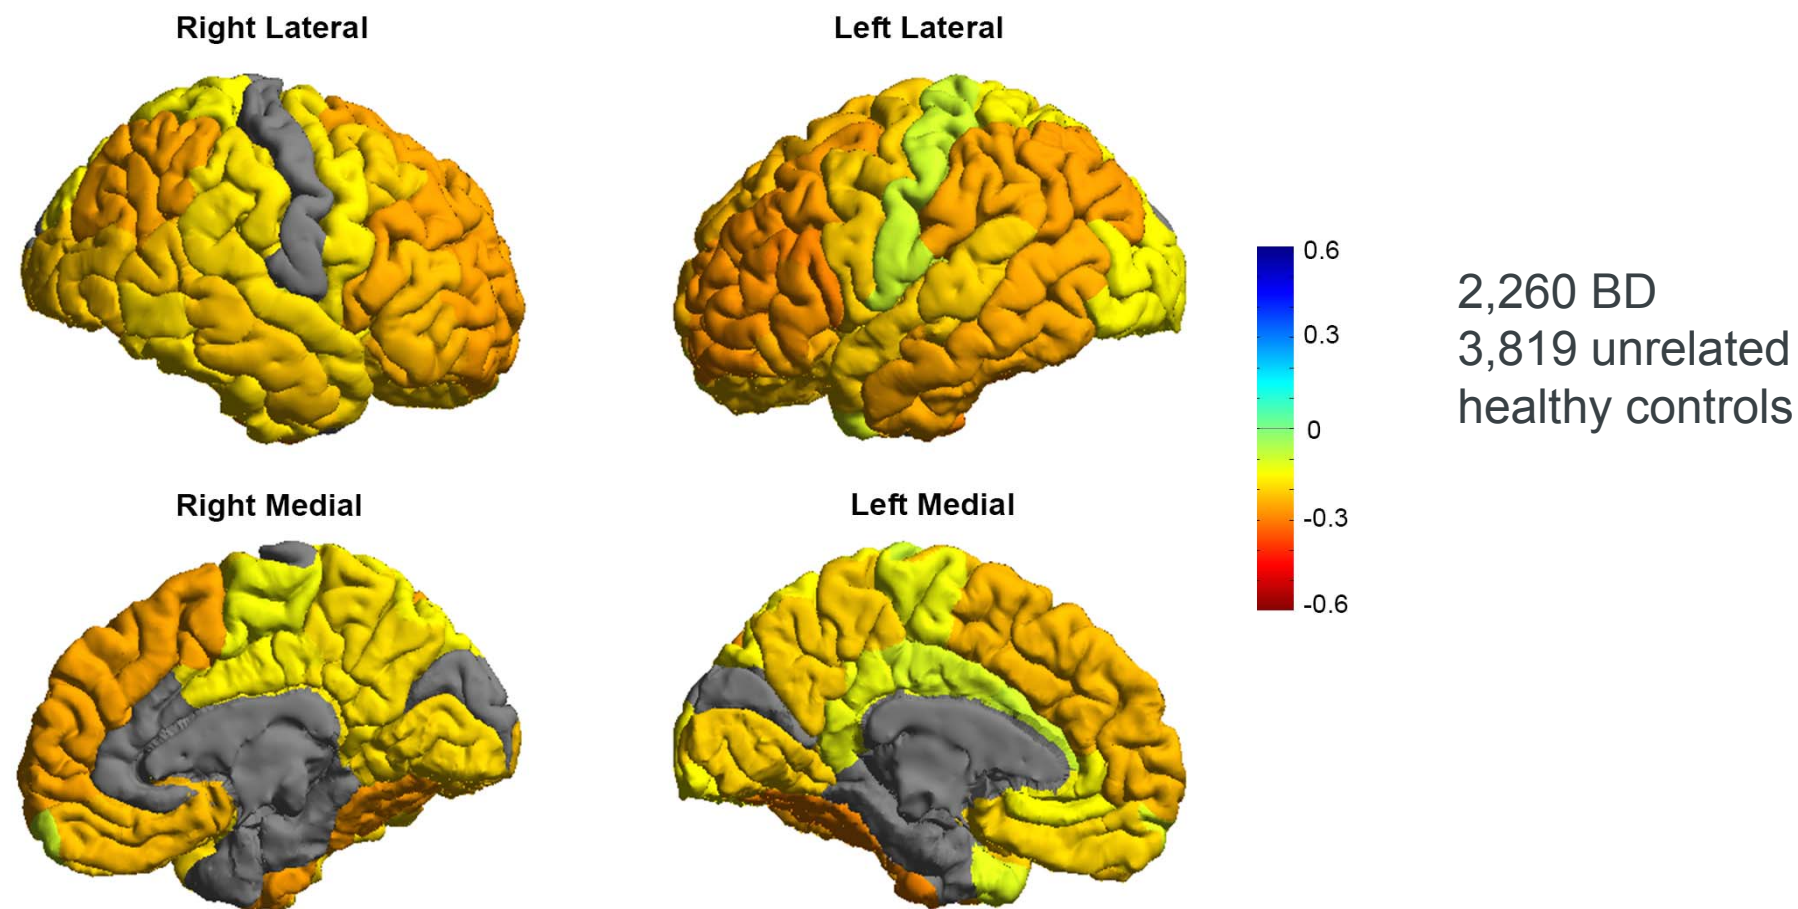 Right Lateral
Left Lateral
0.6
0.3
0
-0.3
-0.6
2,260 BD
3,819 unrelated
healthy controls
Right Medial
Left Medial